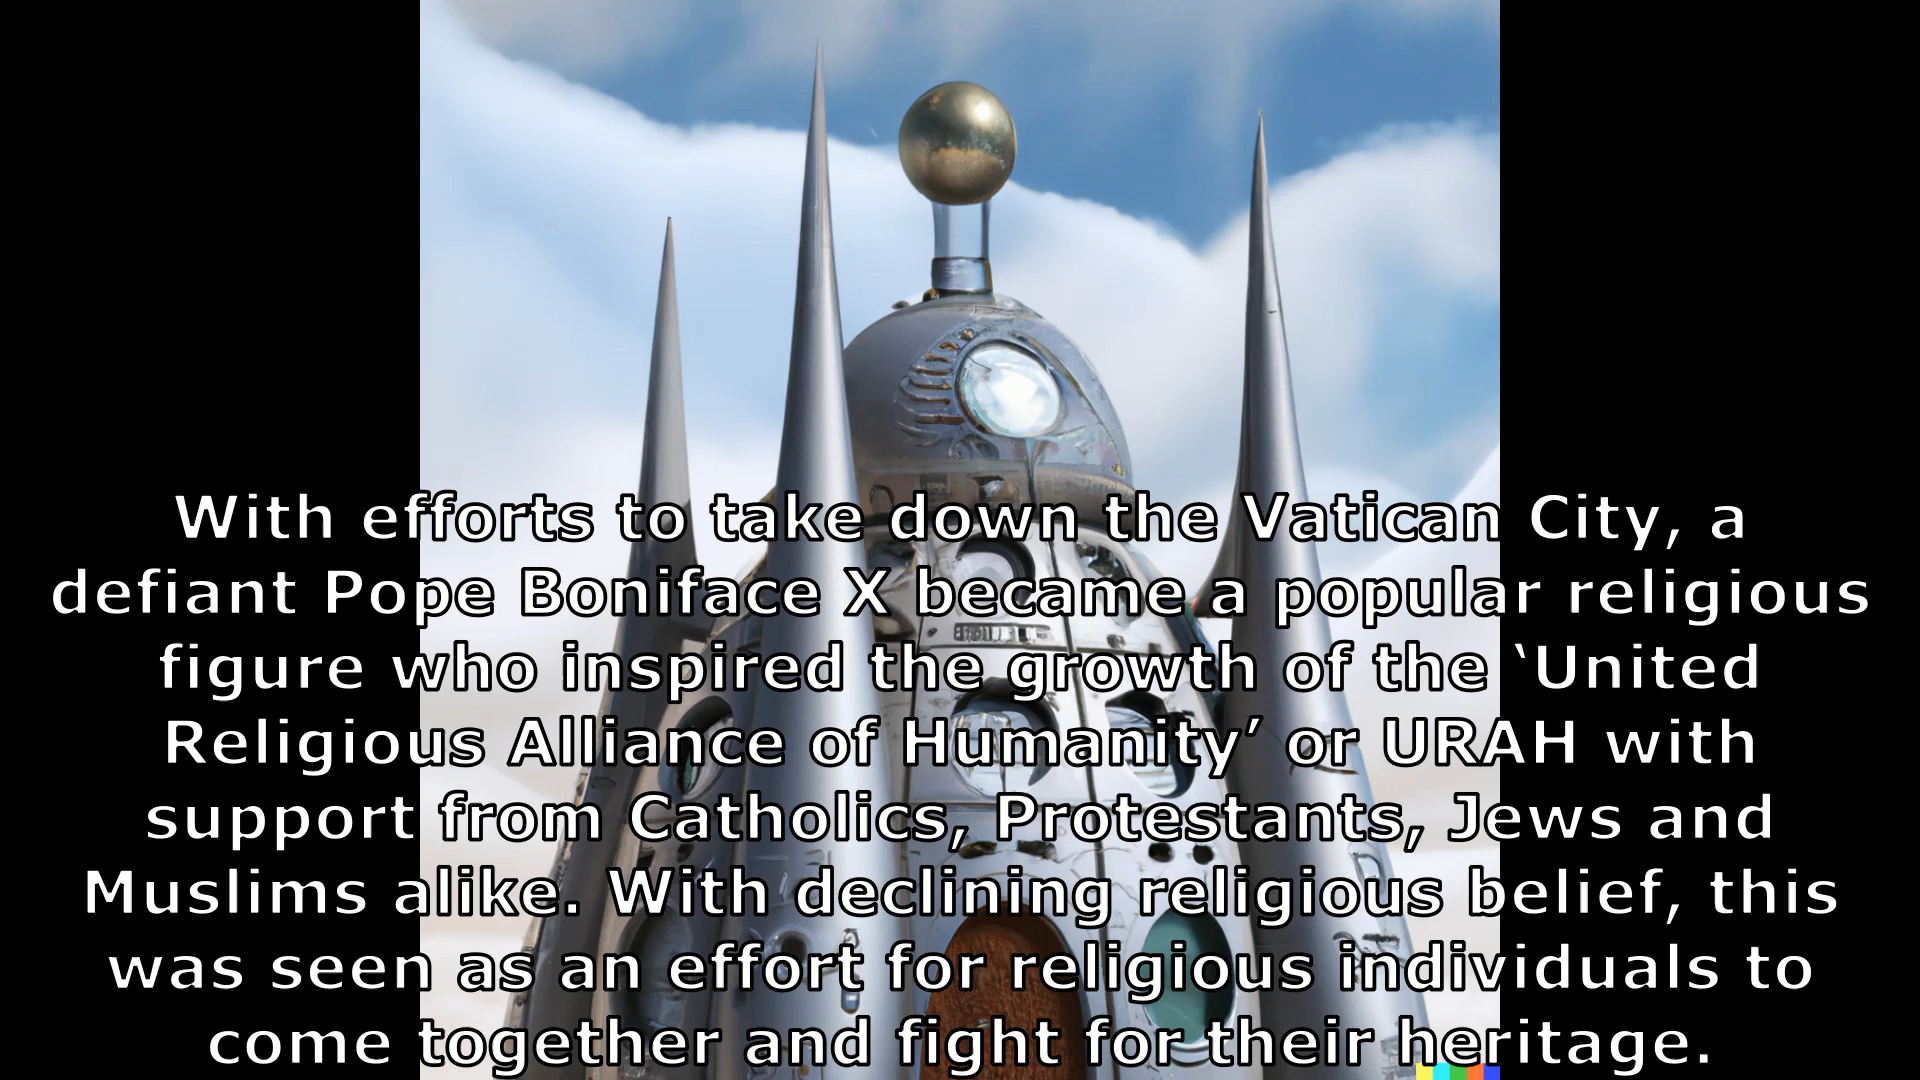 With efforts to take down the Vatican City, a
defiant Pope Boniface X became a popular religious
figure who inspired the growth of the ‘United
Religious Alliance of Humanity’ or URAH with
support from Catholics, Protestants, Jews and
Muslims alike. With declining religious belief, this
was seen as an effort for religious individuals to
come together and fight for their heritage.